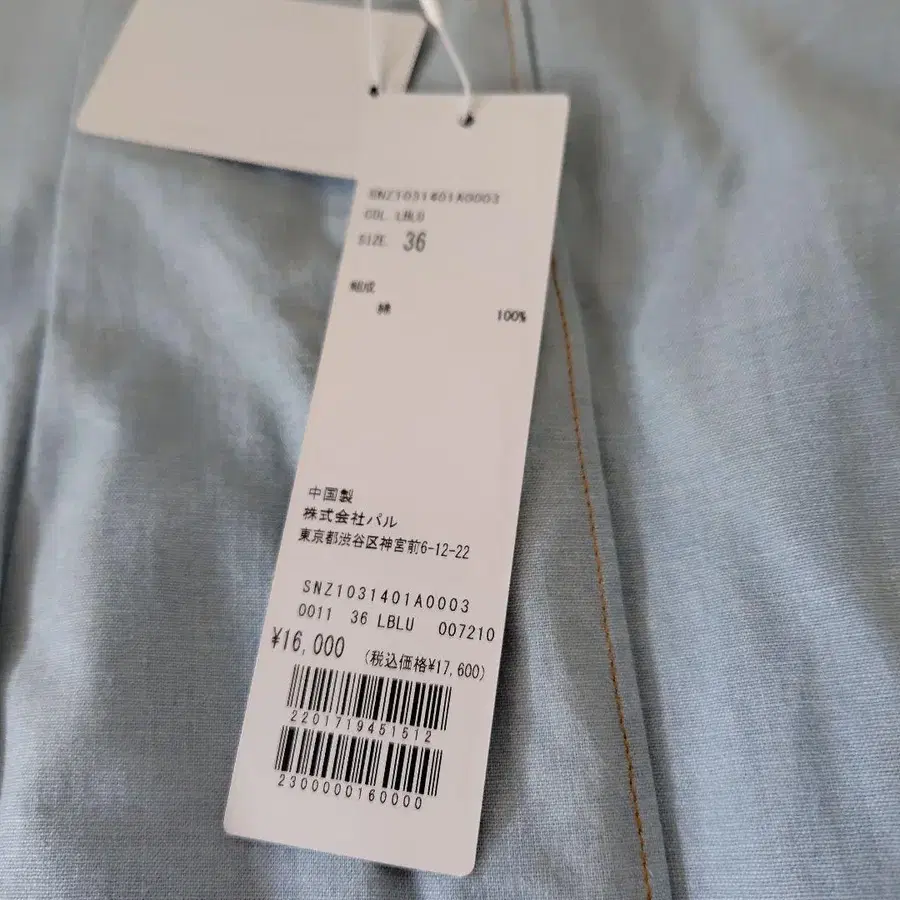 SNZ1031401A0003
COL. LBLU
SIZE. 36
組成
綿 100%
中国製
株式会社パル
東京都渋谷区神宮前6-12-22
SNZ1031401A0003
0011 36 LBLU 007210
¥16,000 (税込価格¥17,600)
2201719451512
2300000160000